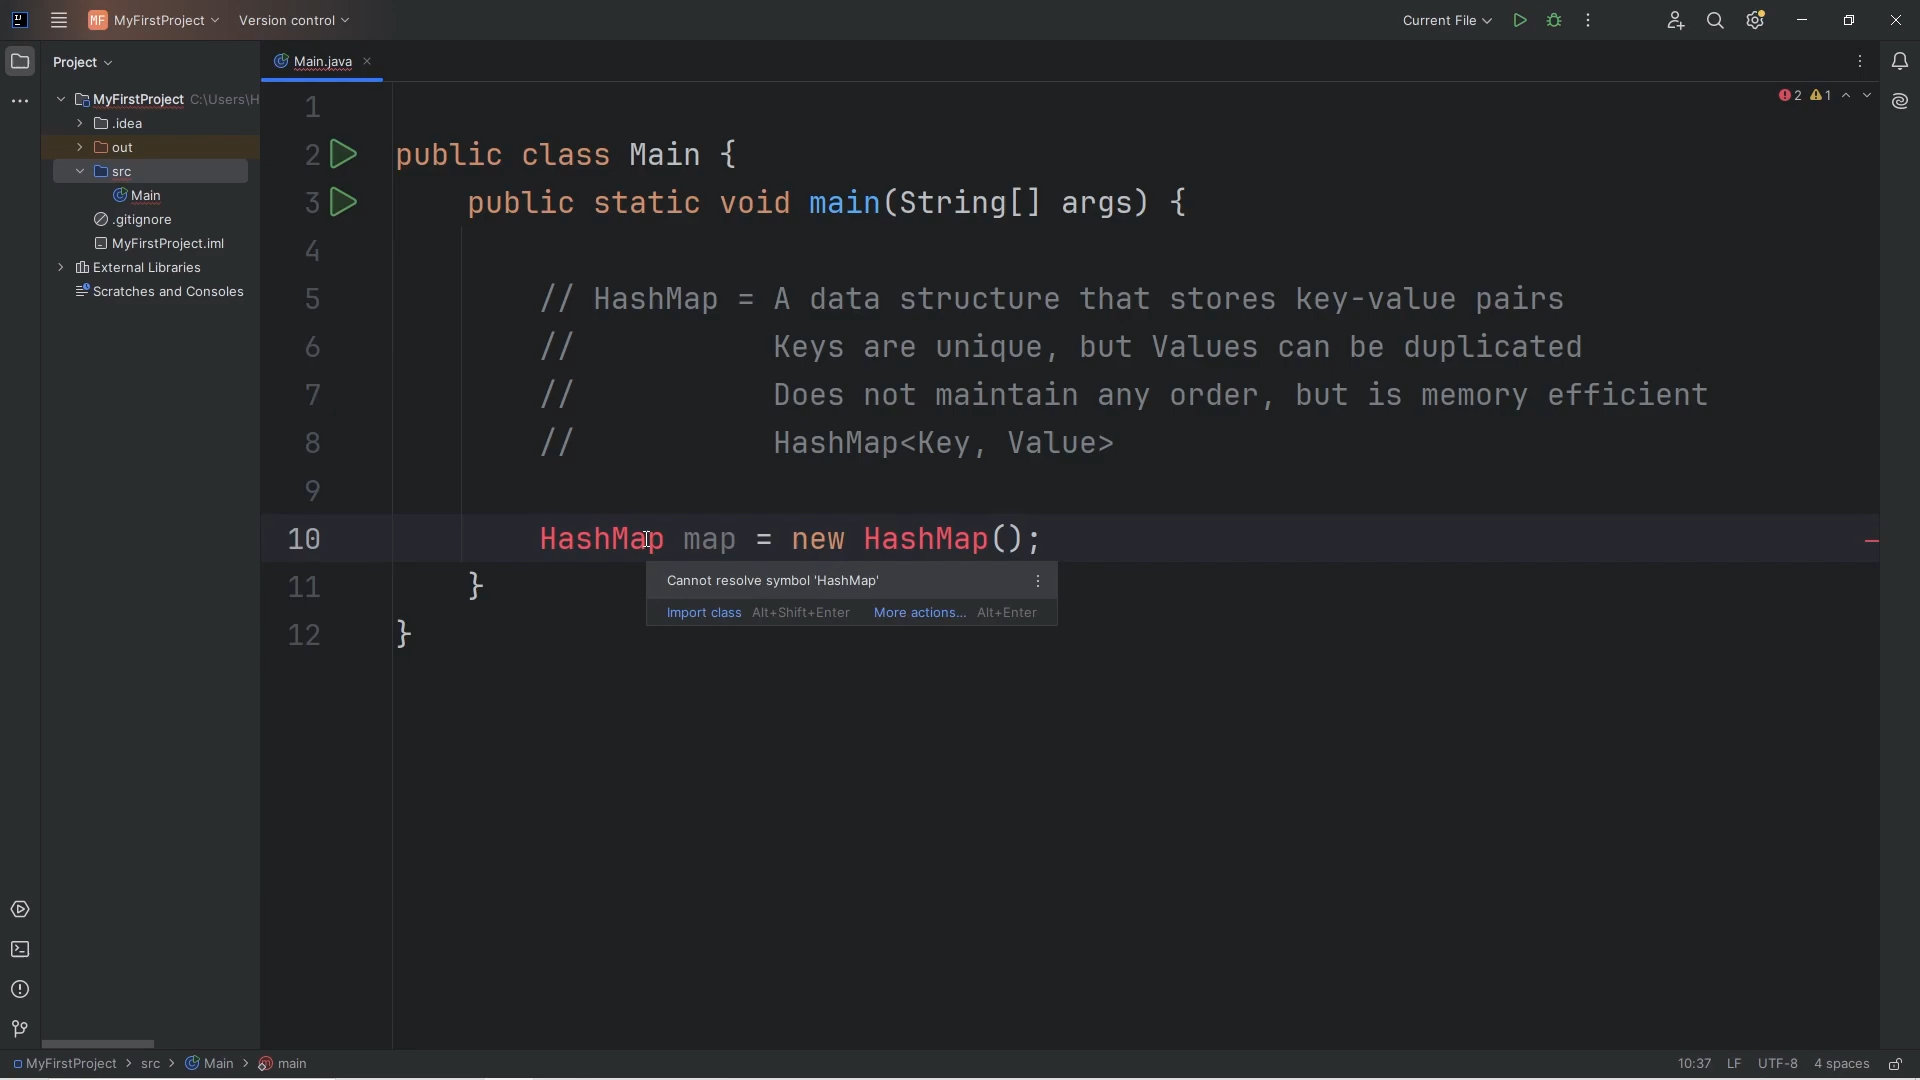 MF MyFirstProject Version control Current File
Project Main.java
MyFirstProject C:\Users\H
.idea
out
src
Main
.gitignore
MyFirstProject.iml
External Libraries
Scratches and Consoles
2 1
1
2 public class Main {
3 public static void main(String[] args) {
4
5 // HashMap = A data structure that stores key-value pairs
6 // Keys are unique, but Values can be duplicated
7 // Does not maintain any order, but is memory efficient
8 // HashMap<Key, Value>
9
10 HashMap map = new HashMap();
Cannot resolve symbol 'HashMap'
Import class Alt+Shift+Enter More actions... Alt+Enter
11 }
12 }
MyFirstProject > src > Main > main 10:37 LF UTF-8 4 spaces